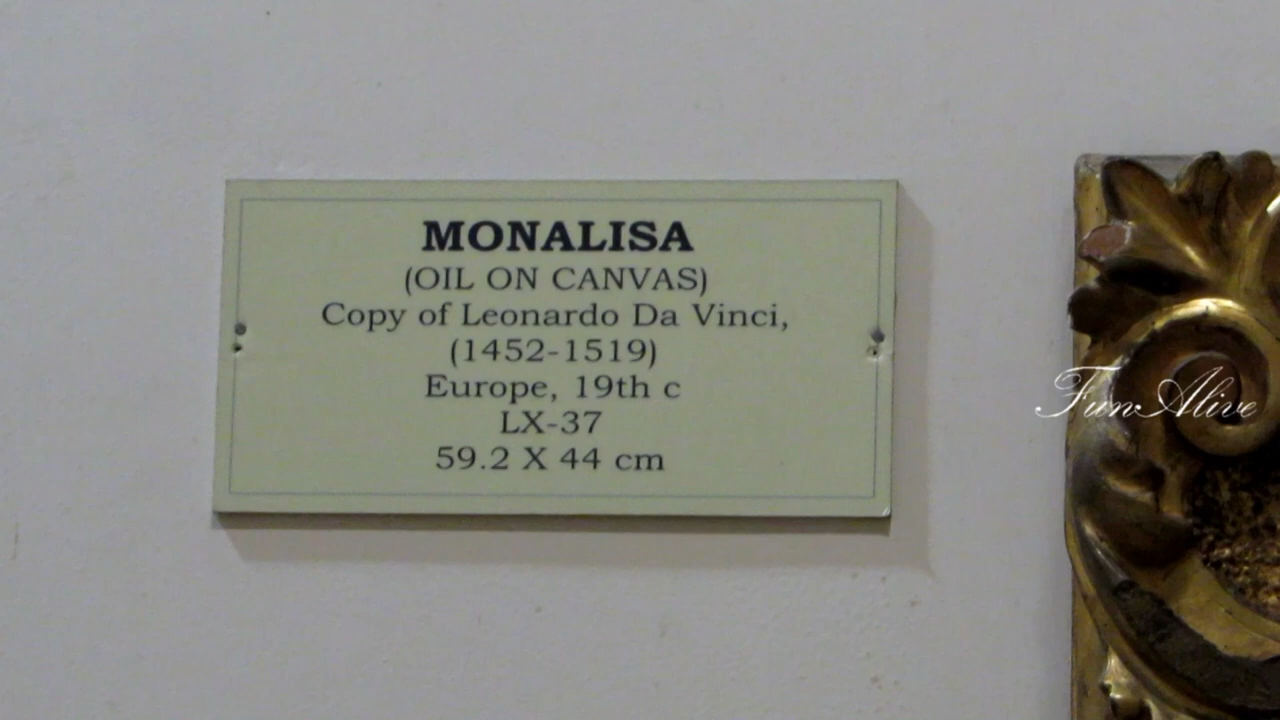 MONALISA
(OIL ON CANVAS)
Copy of Leonardo Da Vinci,
(1452-1519)
Europe, 19th c
LX-37
59.2 X 44 cm
FunAlive